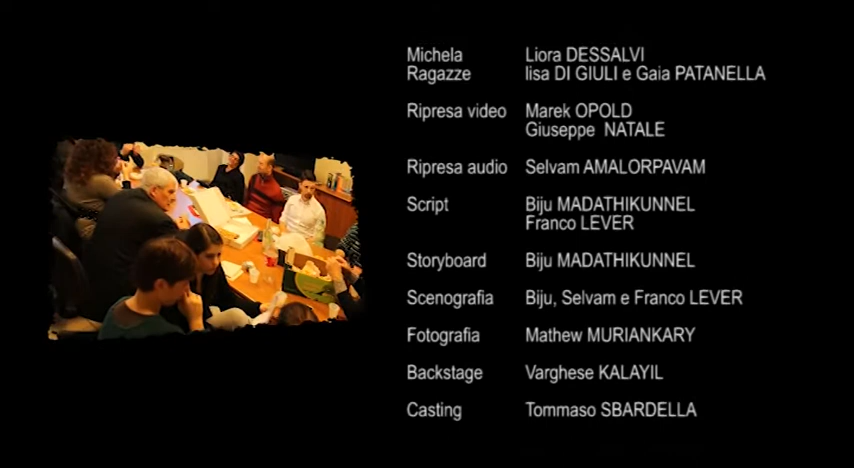 Michela Liora DESSALVI
Ragazze lisa DI GIULI e Gaia PATANELLA
Ripresa video Marek OPOLD
Giuseppe NATALE
Ripresa audio Selvam AMALORPAVAM
Script Biju MADATHIKUNNEL
Franco LEVER
Storyboard Biju MADATHIKUNNEL
Scenografia Biju, Selvam e Franco LEVER
Fotografia Mathew MURIANKARY
Backstage Varghese KALAYIL
Casting Tommaso SBARDELLA